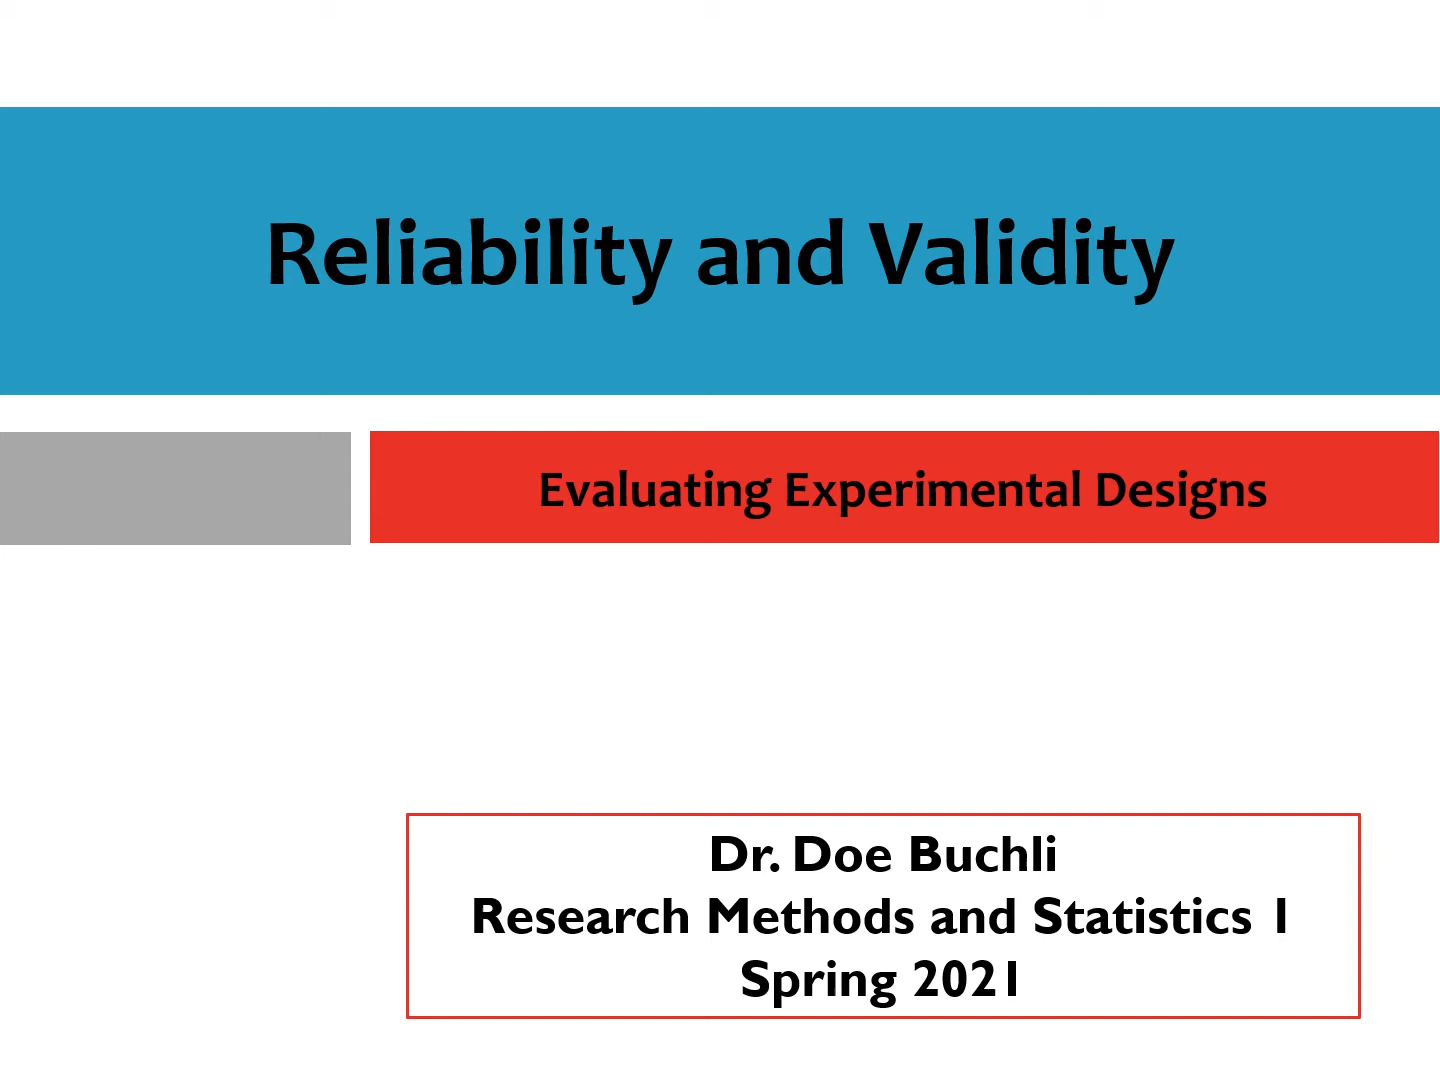 Reliability and Validity
Evaluating Experimental Designs
Dr. Doe Buchli
Research Methods and Statistics 1
Spring 2021